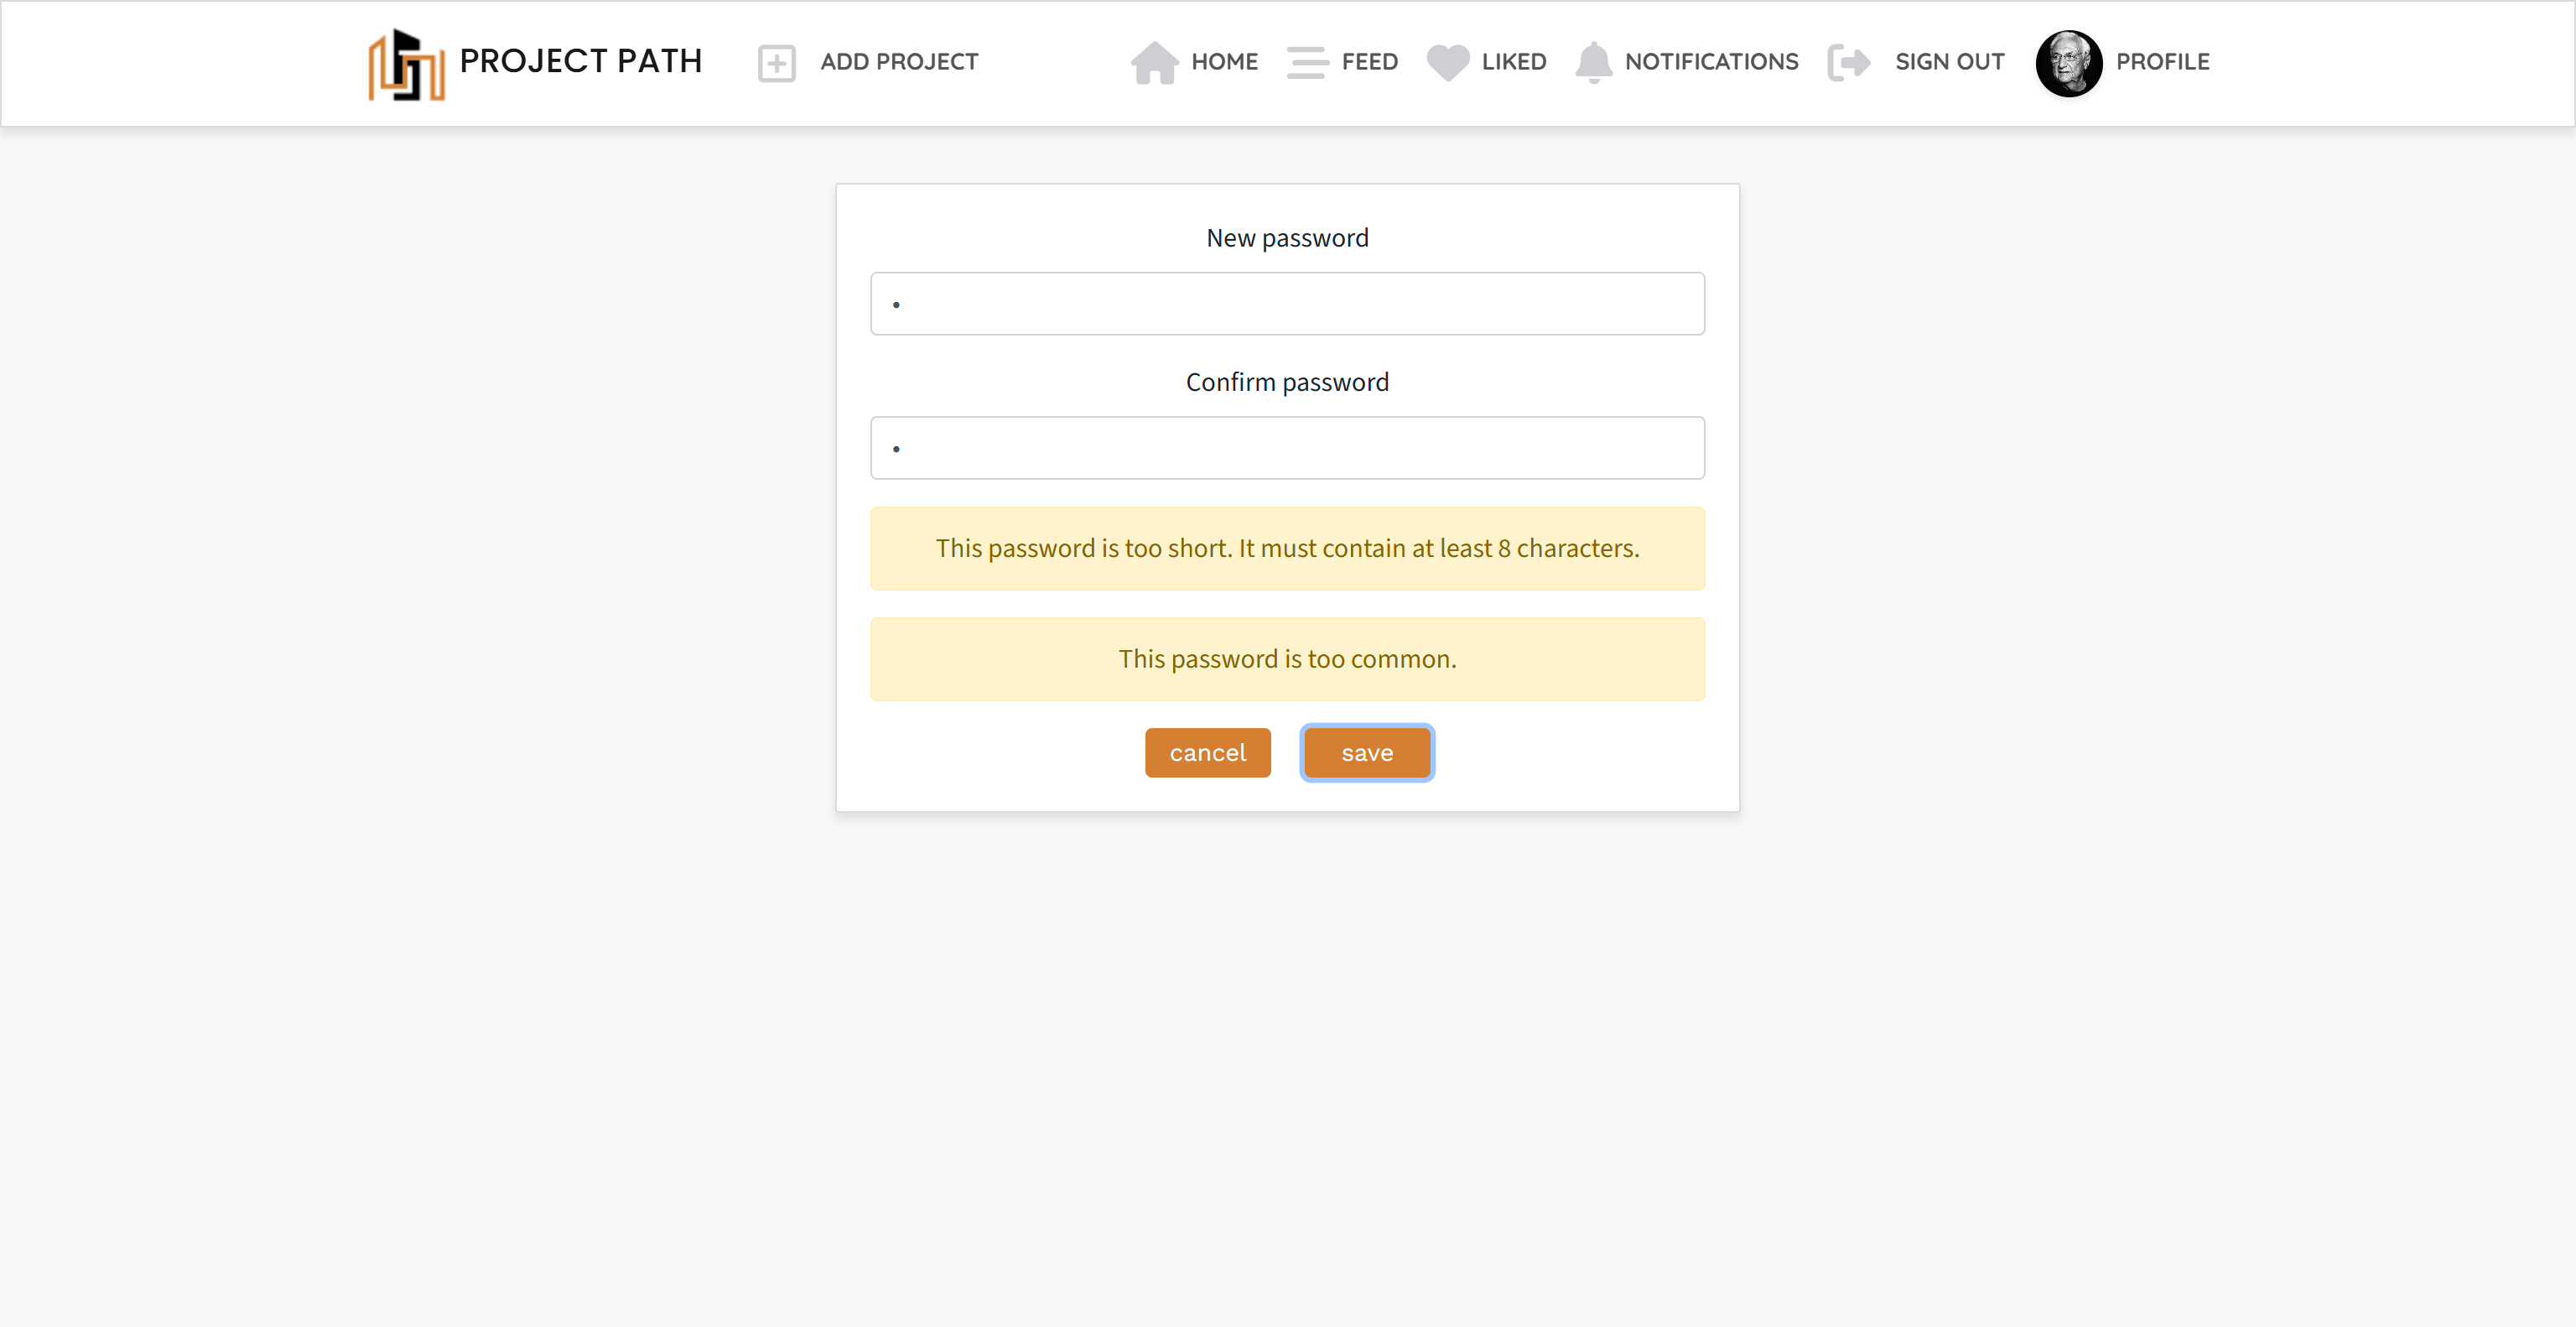 PROJECT PATH ADD PROJECT HOME FEED LIKED NOTIFICATIONS SIGN OUT PROFILE
New password
•
Confirm password
•
This password is too short. It must contain at least 8 characters.
This password is too common.
cancel save